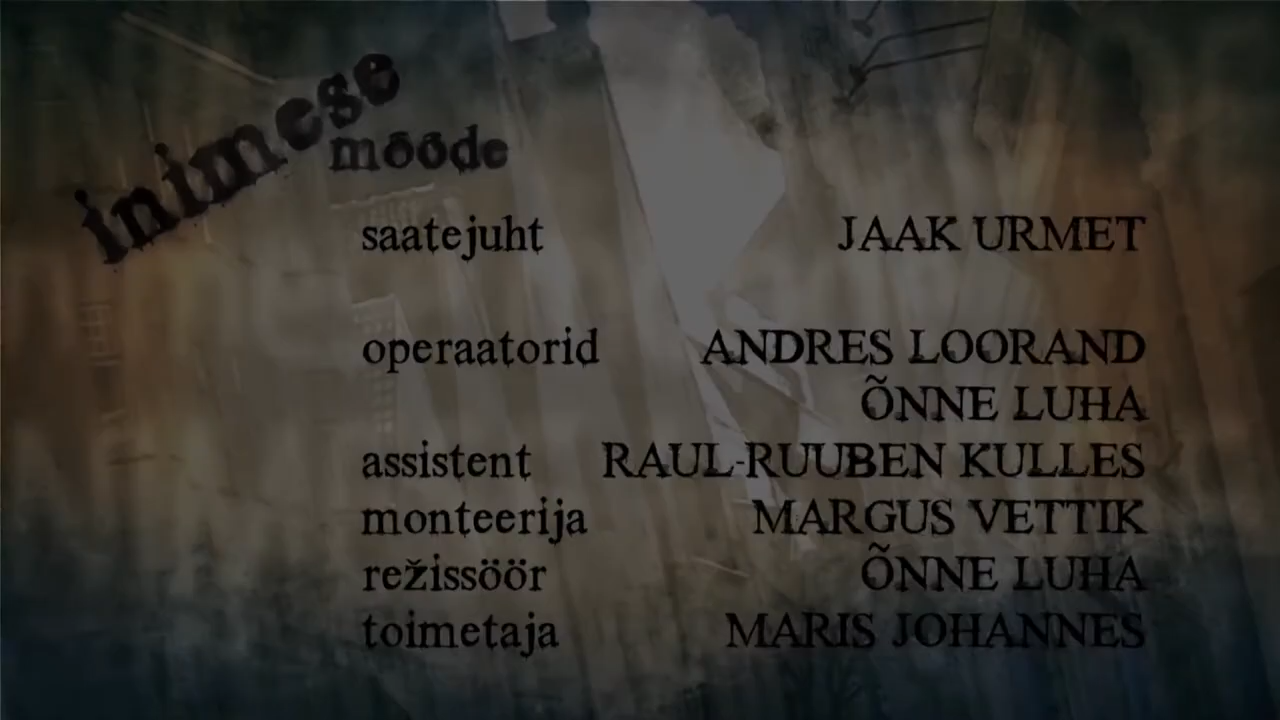 inimese
mõõde
saatejuht JAAK URMET
operaatorid ANDRES LOORAND
ÕNNE LUHA
assistent RAUL-RUUBEN KULLES
monteerija MARGUS VETTIK
režissöör ÕNNE LUHA
toimetaja MARIS JOHANNES